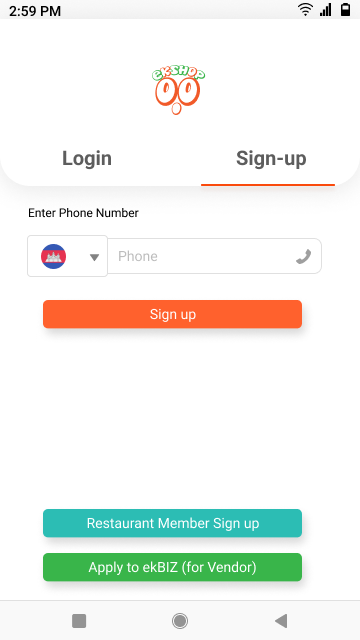 2:59 PM
EKSHOP
Login
Sign-up
Enter Phone Number
Phone
Sign up
Restaurant Member Sign up
Apply to ekBIZ (for Vendor)